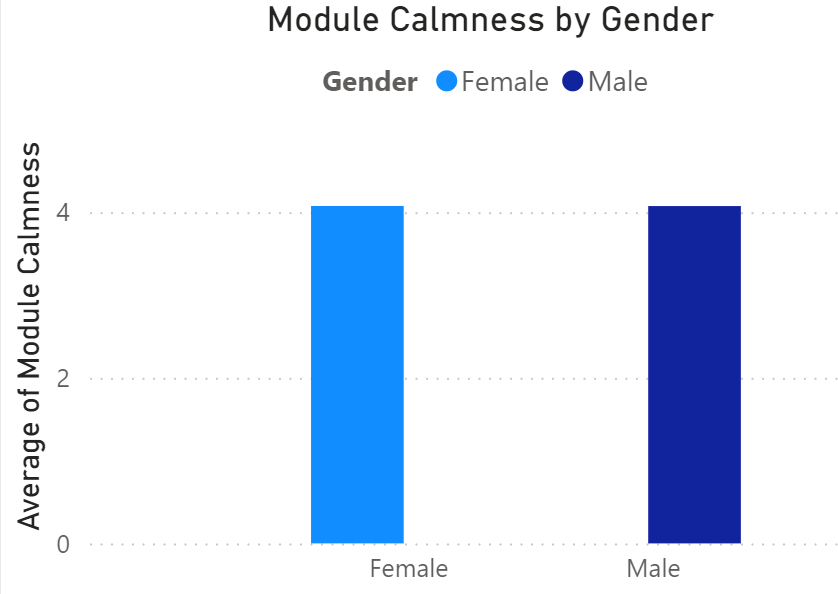 Module Calmness by Gender
Gender Female Male
Average of Module Calmness
4
2
0
Female Male